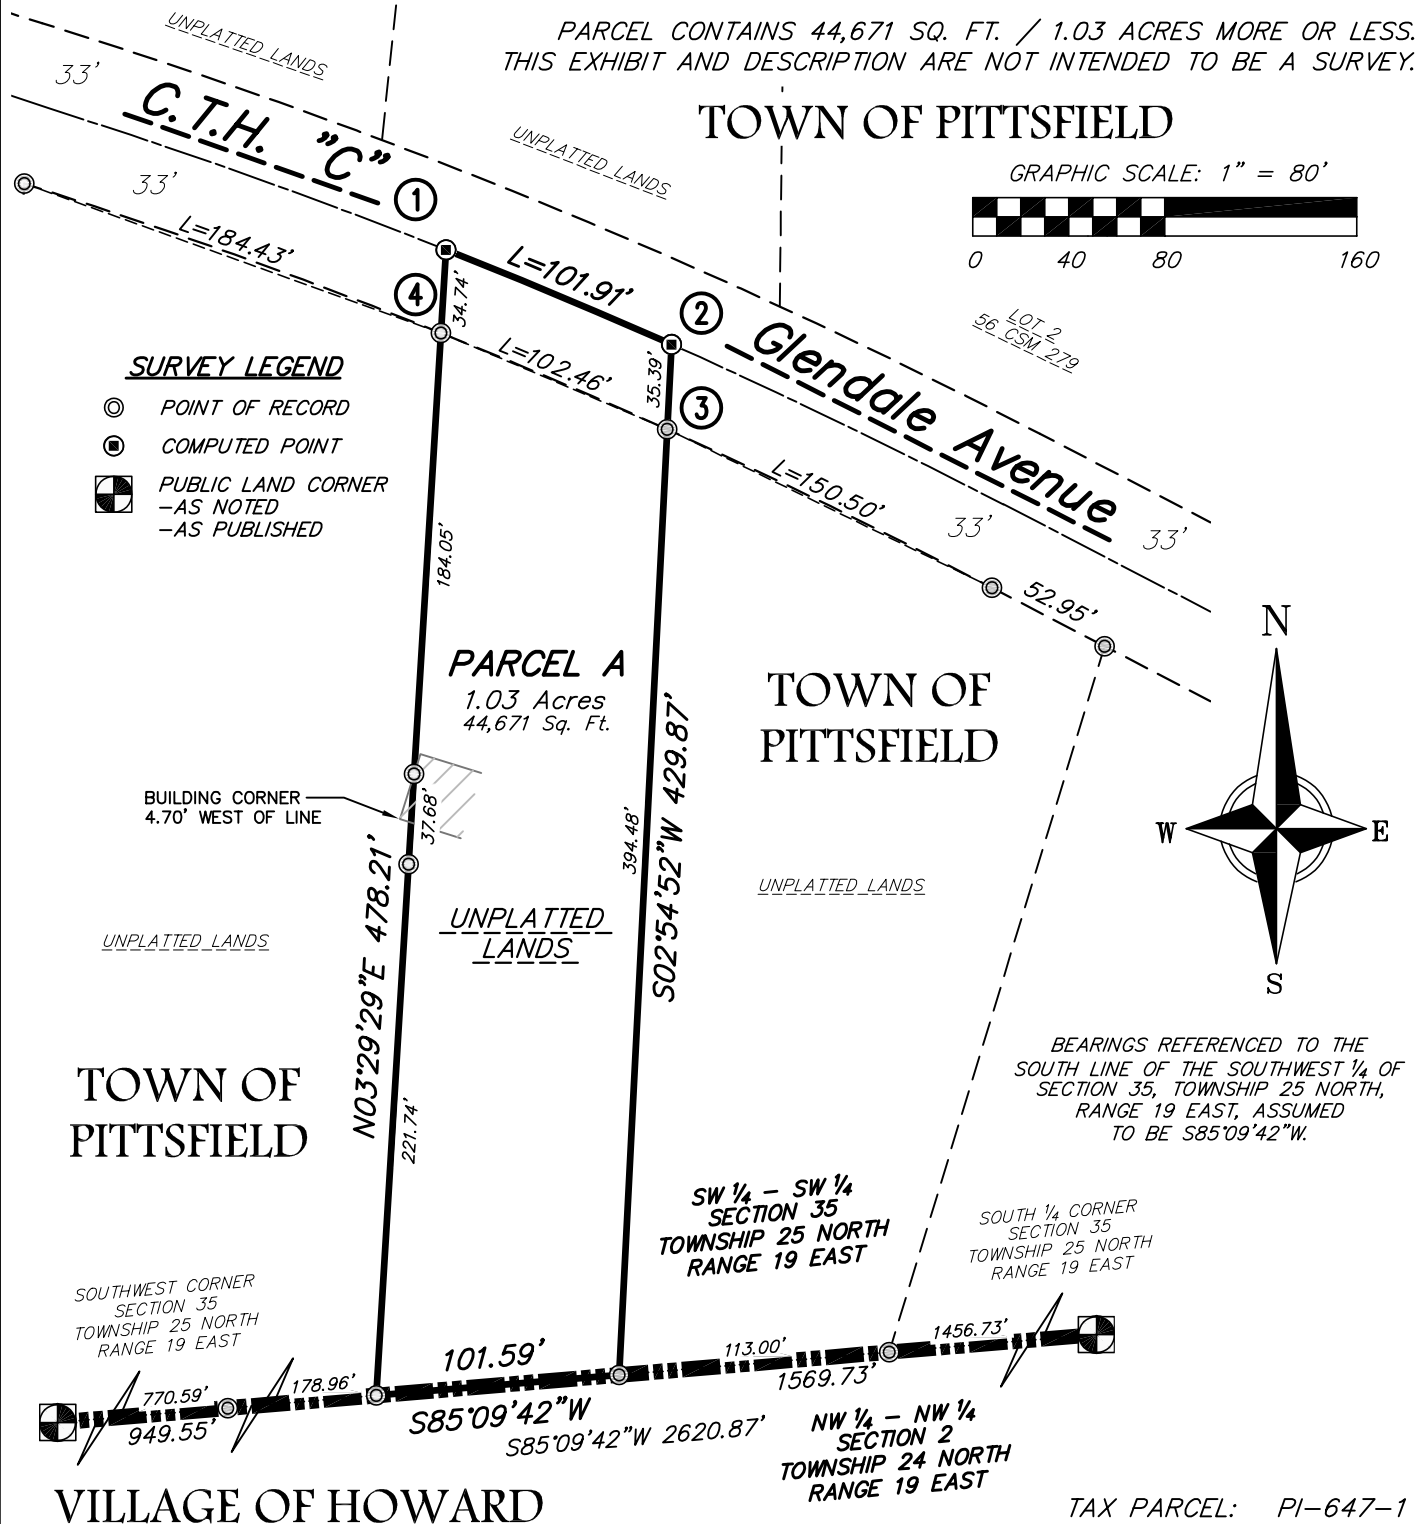 PARCEL CONTAINS 44,671 SQ. FT. / 1.03 ACRES MORE OR LESS.
THIS EXHIBIT AND DESCRIPTION ARE NOT INTENDED TO BE A SURVEY.
UNPLATTED LANDS
33'
C.T.H. "C"
UNPLATTED LANDS
TOWN OF PITTSFIELD
GRAPHIC SCALE: 1" = 80'
0 40 80 160
33'
1
L=184.43'
L=101.91'
4
34.74'
2
Glendale Avenue
LOT 2
56 CSM 279
L=102.46'
35.39'
3
SURVEY LEGEND
POINT OF RECORD
COMPUTED POINT
PUBLIC LAND CORNER
-AS NOTED
-AS PUBLISHED
L=150.50'
33'
33'
52.95'
184.05'
PARCEL A
1.03 Acres
44,671 Sq. Ft.
TOWN OF
PITTSFIELD
N
W
E
S
BUILDING CORNER
4.70' WEST OF LINE
37.68'
394.48'
S02°54'52"W 429.87'
N03°29'29"E 478.21'
UNPLATTED LANDS
UNPLATTED
LANDS
UNPLATTED LANDS
BEARINGS REFERENCED TO THE
SOUTH LINE OF THE SOUTHWEST ¼ OF
SECTION 35, TOWNSHIP 25 NORTH,
RANGE 19 EAST, ASSUMED
TO BE S85°09'42"W.
TOWN OF
PITTSFIELD
221.74'
SW ¼ - SW ¼
SECTION 35
TOWNSHIP 25 NORTH
RANGE 19 EAST
SOUTH ¼ CORNER
SECTION 35
TOWNSHIP 25 NORTH
RANGE 19 EAST
SOUTHWEST CORNER
SECTION 35
TOWNSHIP 25 NORTH
RANGE 19 EAST
770.59'
178.96'
949.55'
101.59'
S85°09'42"W
113.00'
1456.73'
1569.73'
S85°09'42"W 2620.87'
NW ¼ - NW ¼
SECTION 2
TOWNSHIP 24 NORTH
RANGE 19 EAST
VILLAGE OF HOWARD
TAX PARCEL: PI-647-1